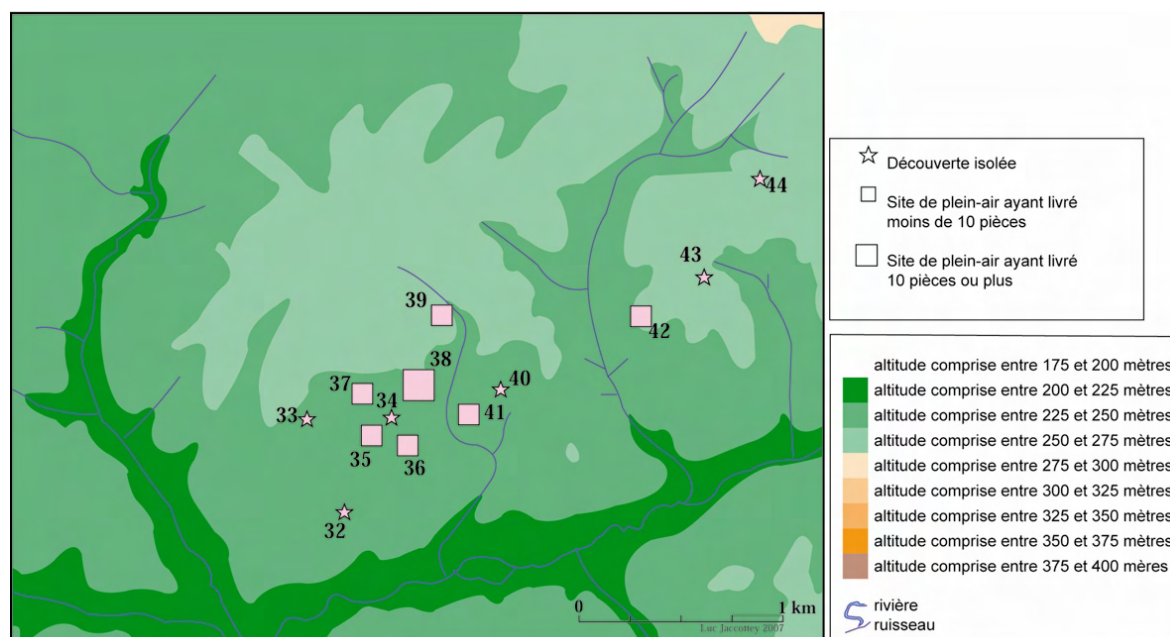 44
43
39
42
38
37
40
34
33
41
35
36
32
0
1 km
Luc Jaccottey 2007
Découverte isolée
Site de plein-air ayant livré
moins de 10 pièces
Site de plein-air ayant livré
10 pièces ou plus
altitude comprise entre 175 et 200 mètres
altitude comprise entre 200 et 225 mètres
altitude comprise entre 225 et 250 mètres
altitude comprise entre 250 et 275 mètres
altitude comprise entre 275 et 300 mètres
altitude comprise entre 300 et 325 mètres
altitude comprise entre 325 et 350 mètres
altitude comprise entre 350 et 375 mètres
altitude comprise entre 375 et 400 mères
rivière
ruisseau